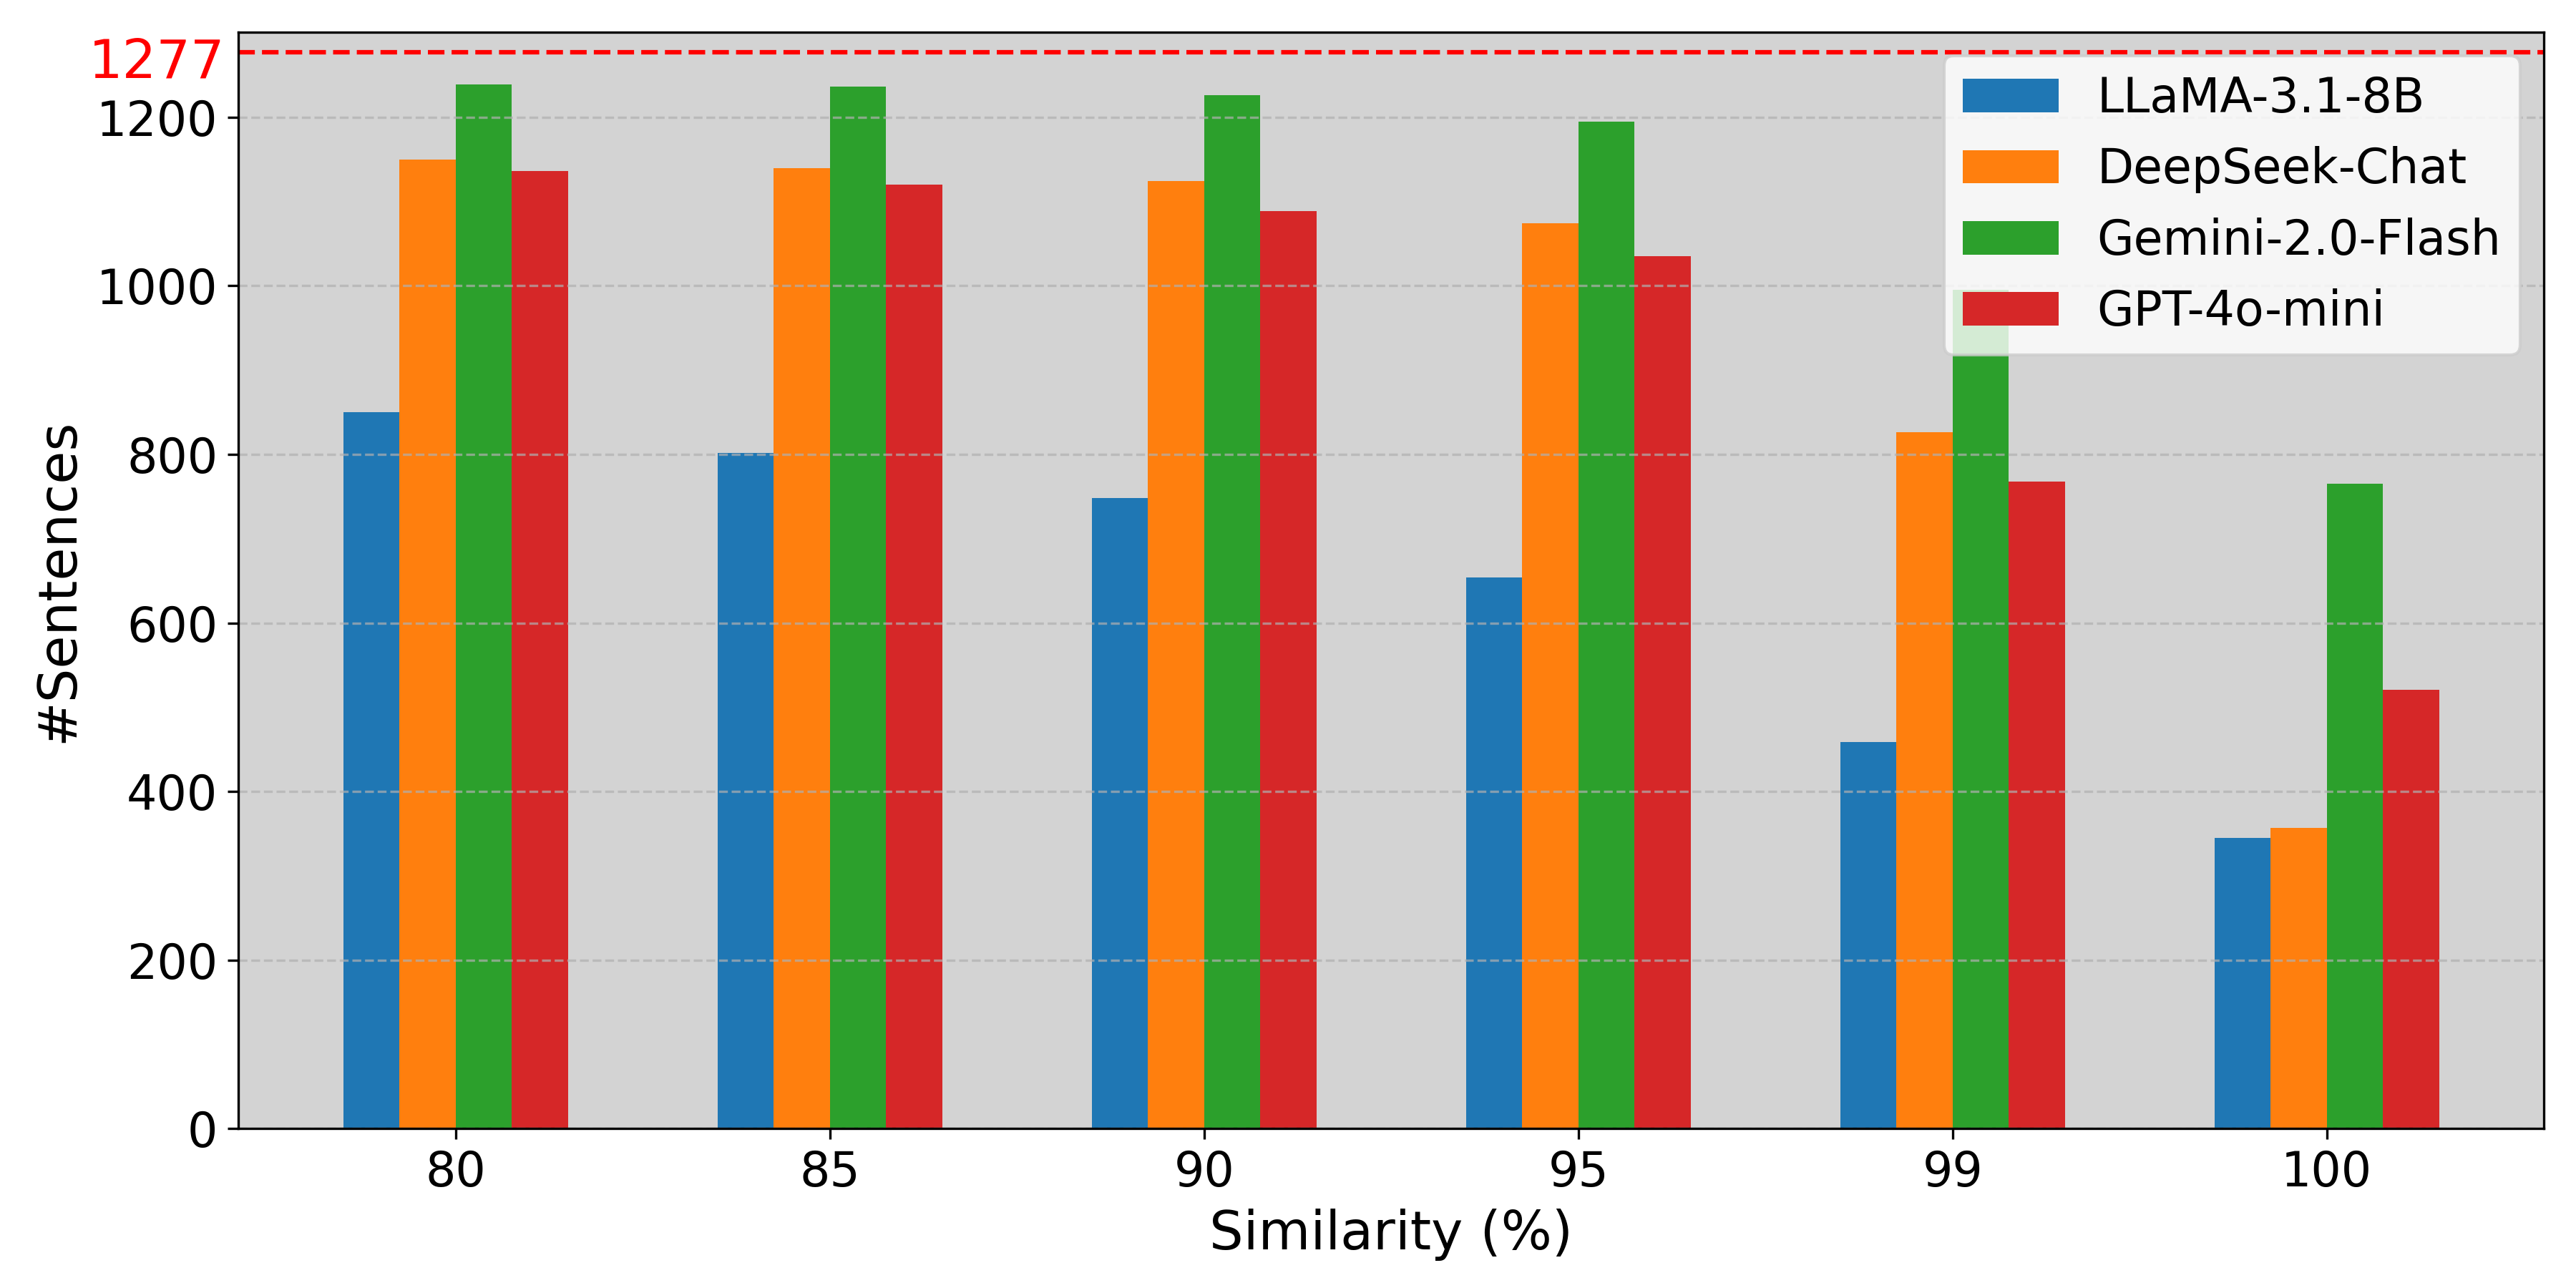 1277
1200
1000
800
600
400
200
0
#Sentences
LLaMA-3.1-8B
DeepSeek-Chat
Gemini-2.0-Flash
GPT-4o-mini
80 85 90 95 99 100
Similarity (%)